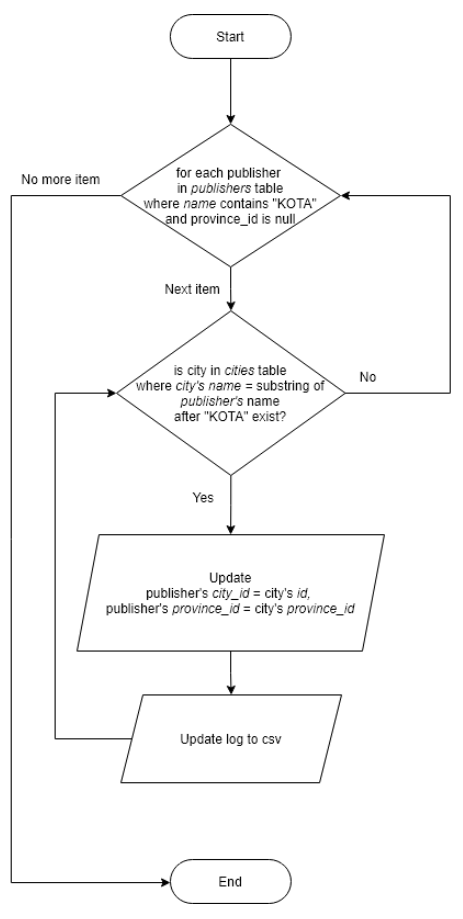 Start
for each publisher
in publishers table
where name contains "KOTA"
and province_id is null
No more item
Next item
is city in cities table
where city's name = substring of
publisher's name
after "KOTA" exist?
No
Yes
Update
publisher's city_id = city's id,
publisher's province_id = city's province_id
Update log to csv
End